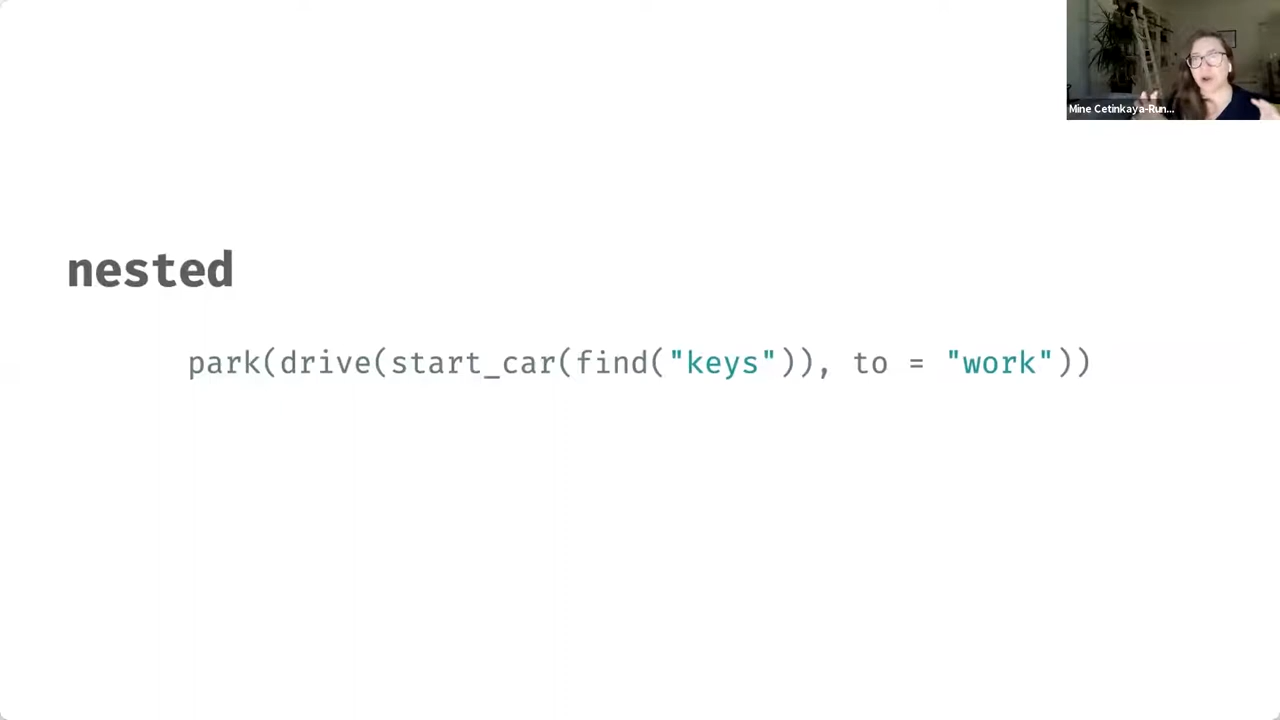 Mine Cetinkaya-Run...
nested
park(drive(start_car(find("keys")), to = "work"))